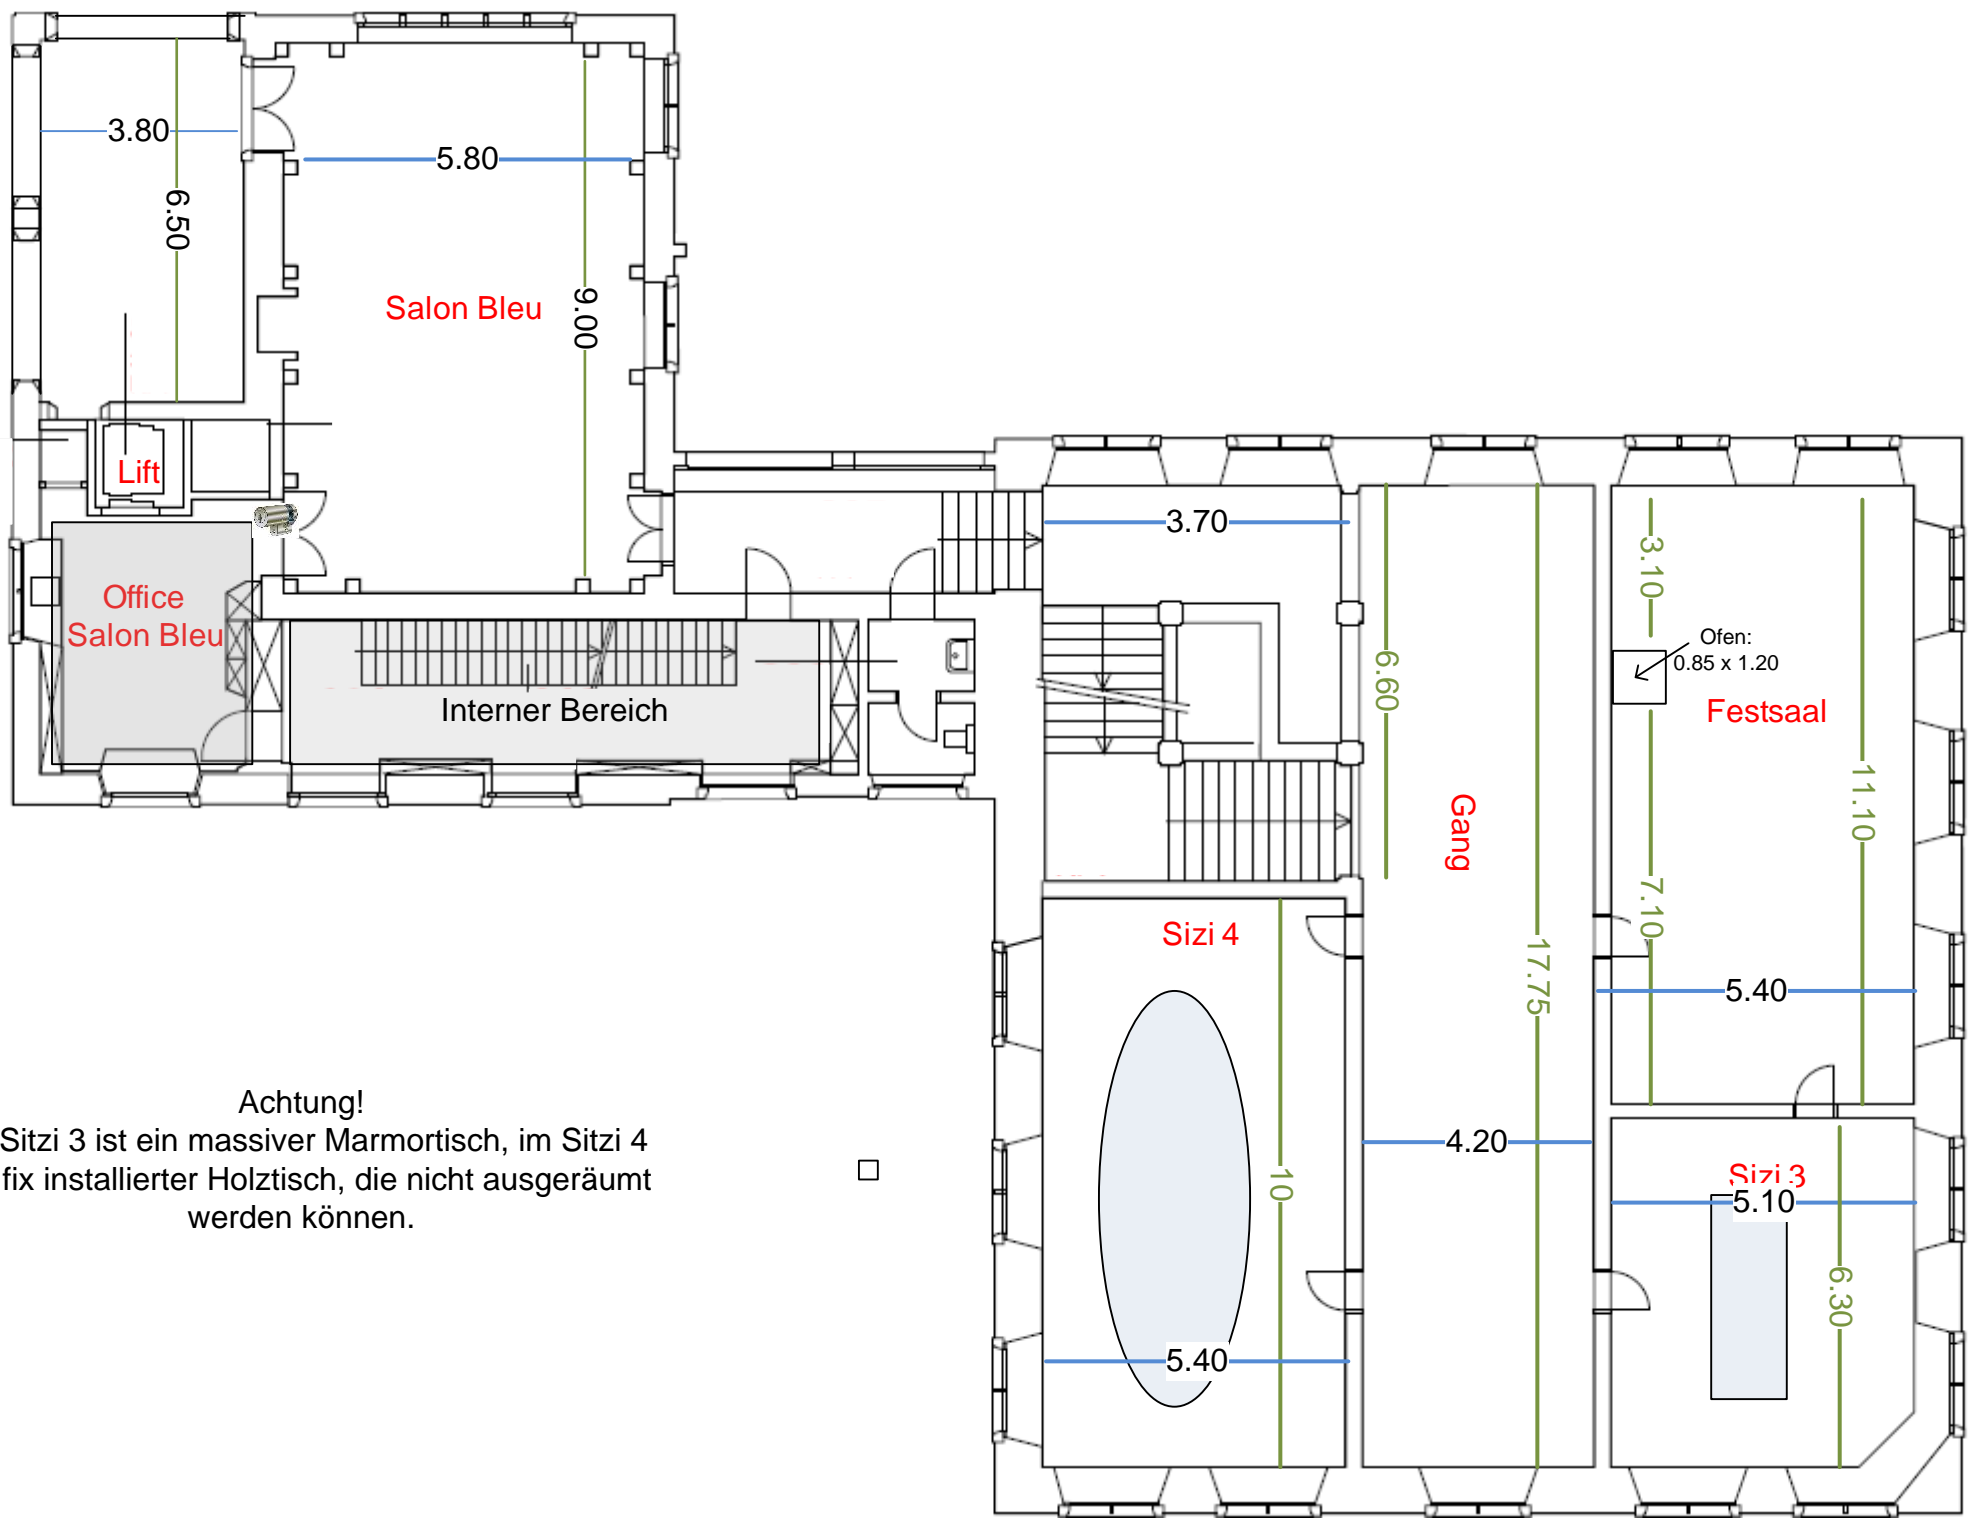 3.80
6.50
5.80
Salon Bleu
9.00
Lift
Office
Salon Bleu
Interner Bereich
3.70
6.60
3.10
Ofen:
0.85 x 1.20
Festsaal
11.10
7.10
Gang
17.75
5.40
Sizi 4
10
5.40
4.20
Sizi 3
5.10
6.30
Achtung!
Sitzi 3 ist ein massiver Marmortisch, im Sitzi 4
fix installierter Holztisch, die nicht ausgeräumt
werden können.